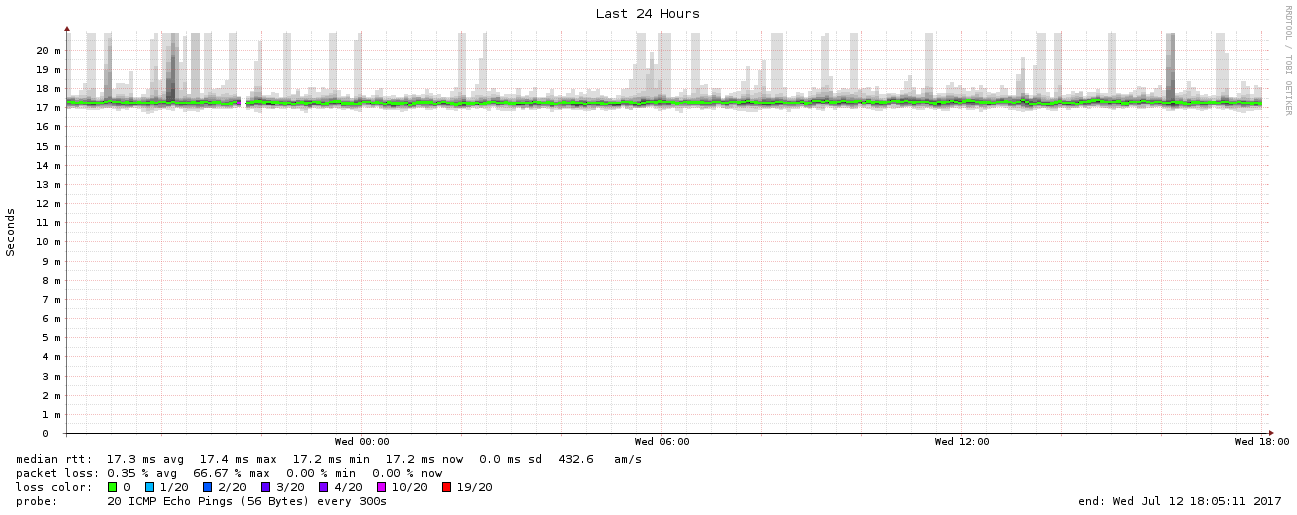 Last 24 Hours
RRDTOOL / TOBI OETIKER
Seconds
20 m
19 m
18 m
17 m
16 m
15 m
14 m
13 m
12 m
11 m
10 m
9 m
8 m
7 m
6 m
5 m
4 m
3 m
2 m
1 m
0
Wed 00:00 Wed 06:00 Wed 12:00 Wed 18:00
median rtt: 17.3 ms avg 17.4 ms max 17.2 ms min 17.2 ms now 0.0 ms sd 432.6 am/s
packet loss: 0.35 % avg 66.67 % max 0.00 % min 0.00 % now
loss color: 0 1/20 2/20 3/20 4/20 10/20 19/20
probe: 20 ICMP Echo Pings (56 Bytes) every 300s end: Wed Jul 12 18:05:11 2017